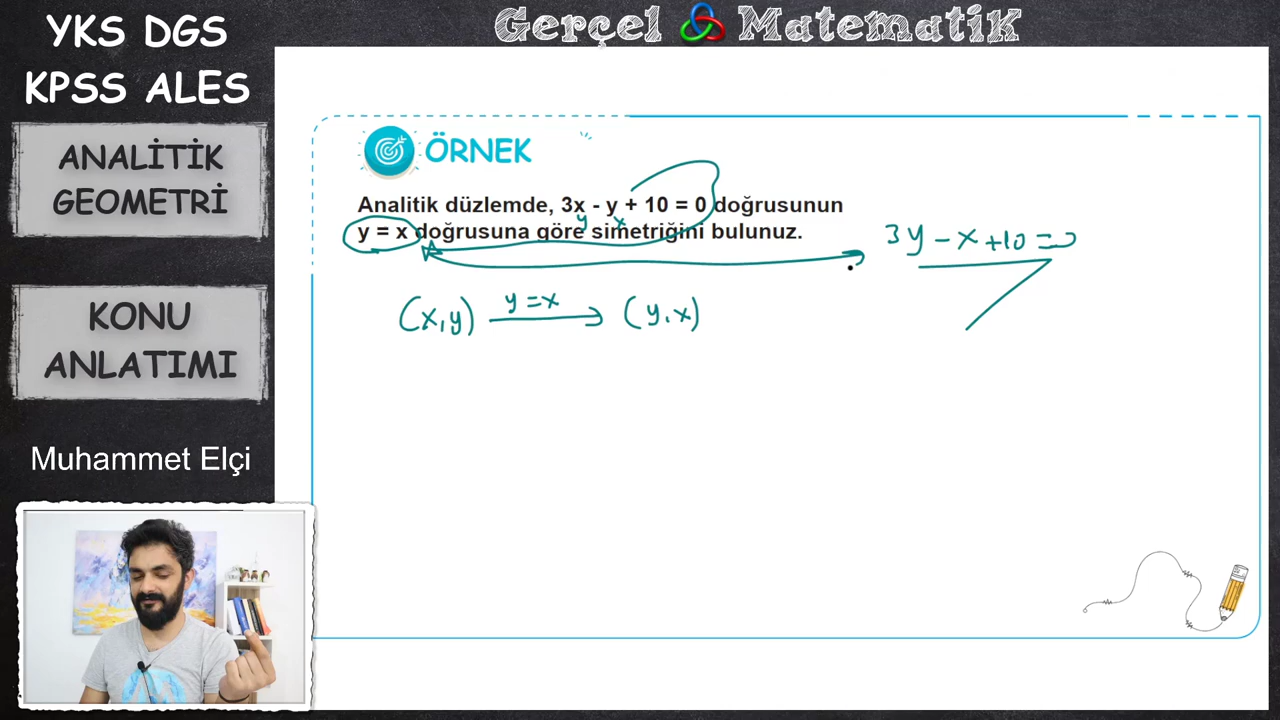 YKS DGS
KPSS ALES
ANALİTİK
GEOMETRİ
KONU
ANLATIMI
Muhammet Elçi
Gerçel Matematik
ÖRNEK
Analitik düzlemde, 3x - y + 10 = 0 doğrusunun
y x
y = x doğrusuna göre simetriğini bulunuz.
3y - x + 10 = 0
(x,y) y = x (y,x)